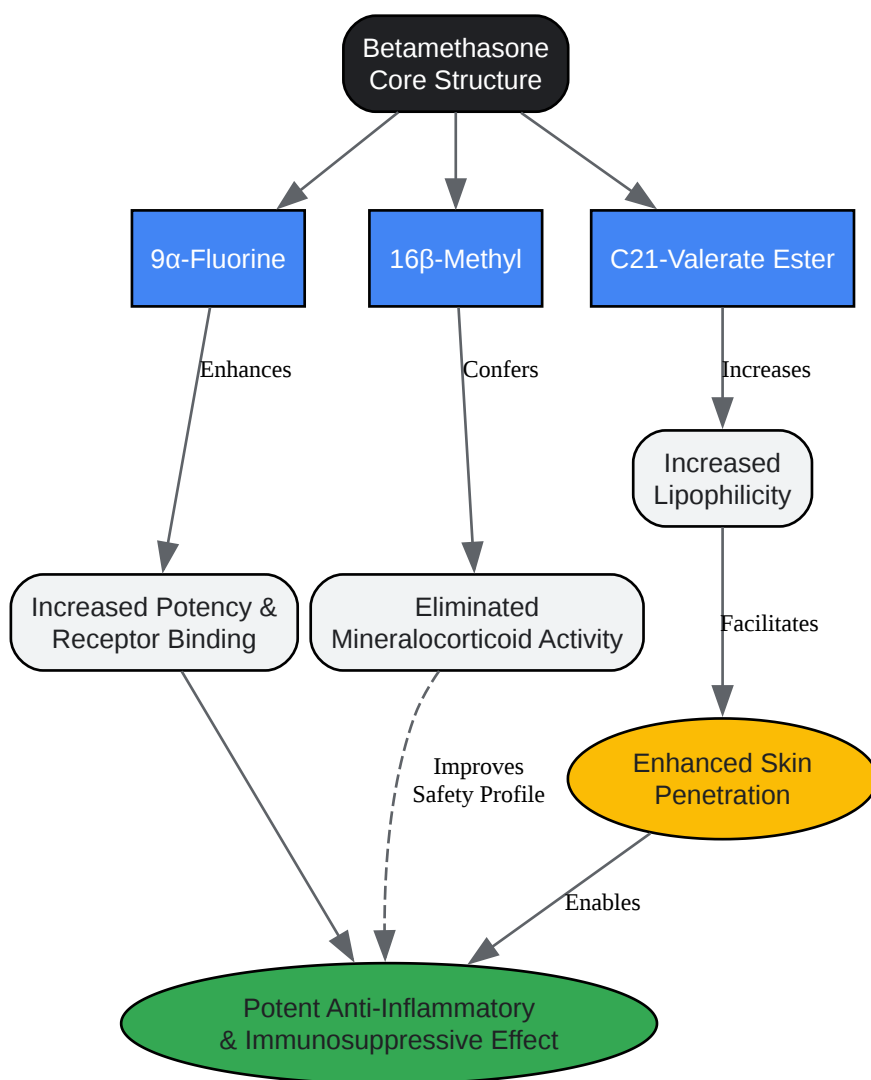 Betamethasone
Core Structure
9α-Fluorine
16β-Methyl
C21-Valerate Ester
Enhances
Confers
Increases
Increased
Lipophilicity
Increased Potency &
Receptor Binding
Eliminated
Mineralocorticoid Activity
Facilitates
Improves
Safety Profile
Enhanced Skin
Penetration
Enables
Potent Anti-Inflammatory
& Immunosuppressive Effect